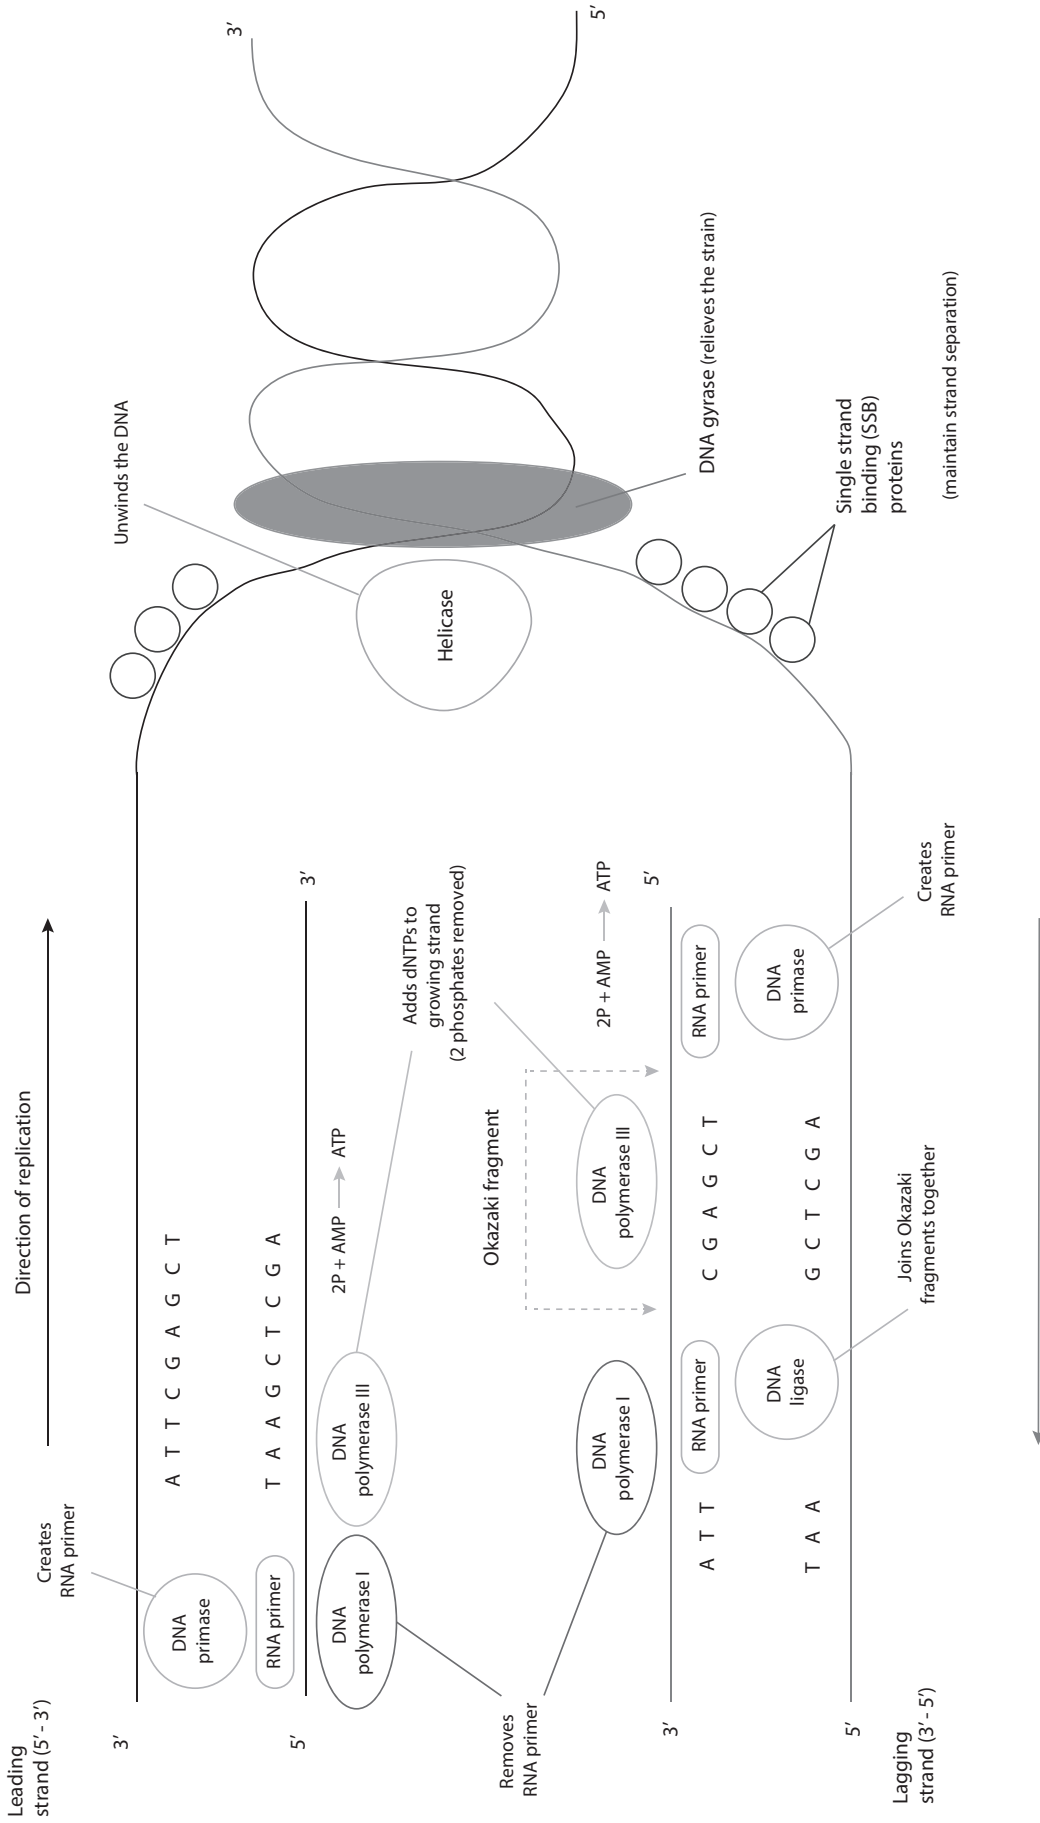 Leading
strand (5′ - 3′)
Direction of replication
Creates
RNA primer
Unwinds the DNA
3′
3′
DNA
primase
A T T C G A G C T
5′
RNA primer
T A A G C T C G A
3′
DNA
polymerase I
DNA
polymerase III
2P + AMP
ATP
Adds dNTPs to
growing strand
(2 phosphates removed)
Helicase
Removes
RNA primer
Okazaki fragment
5′
DNA
polymerase I
DNA
polymerase III
2P + AMP
ATP
3′
5′
A T T
RNA primer
C G A G C T
RNA primer
DNA gyrase (relieves the strain)
DNA
ligase
DNA
primase
T A A
G C T C G A
5′
Single strand
binding (SSB)
proteins
(maintain strand separation)
Lagging
strand (3′ - 5′)
Joins Okazaki
fragments together
Creates
RNA primer